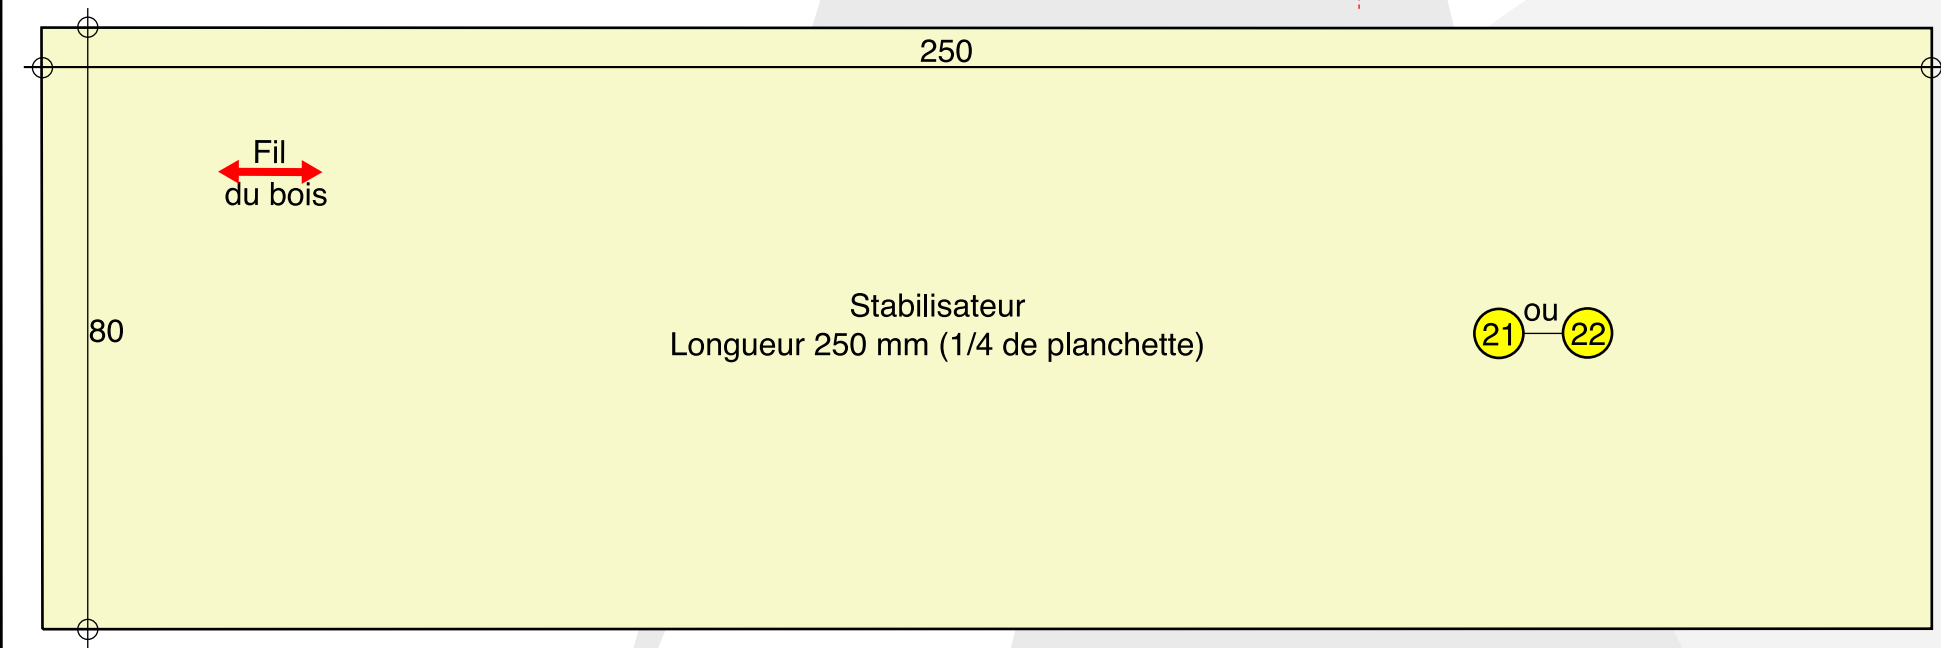 250
Fil
du bois
Stabilisateur
80
Longueur 250 mm (1/4 de planchette)
21 ou 22